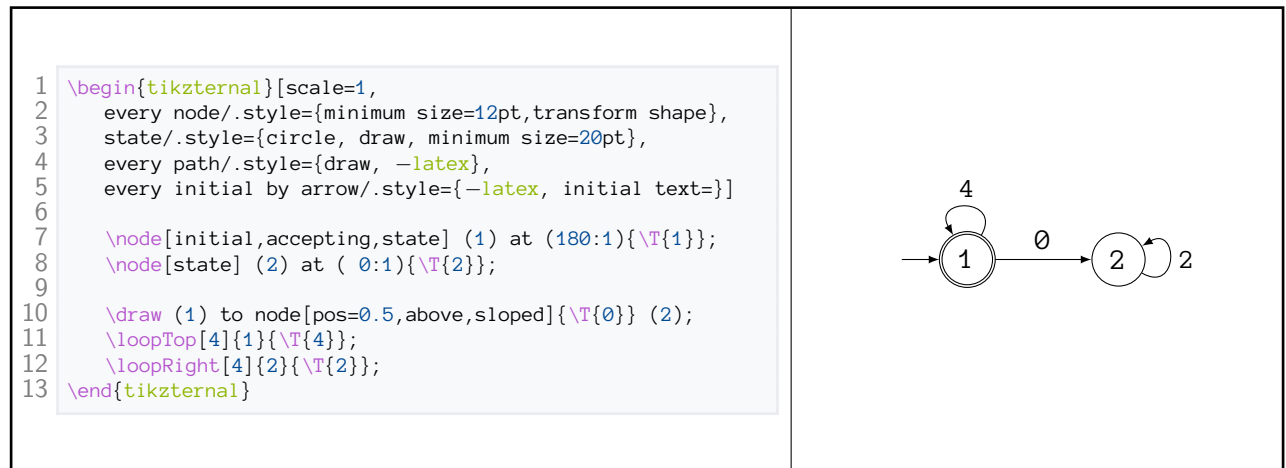 1 \begin{tikzternal}[scale=1,
2 every node/.style={minimum size=12pt,transform shape},
3 state/.style={circle, draw, minimum size=20pt},
4 every path/.style={draw, −latex},
5 every initial by arrow/.style={−latex, initial text=}]
6
7 \node[initial,accepting,state] (1) at (180:1){\T{1}};
8 \node[state] (2) at ( 0:1){\T{2}};
9
10 \draw (1) to node[pos=0.5,above,sloped]{\T{0}} (2);
11 \loopTop[4]{1}{\T{4}};
12 \loopRight[4]{2}{\T{2}};
13 \end{tikzternal}
4
0
1 2 2